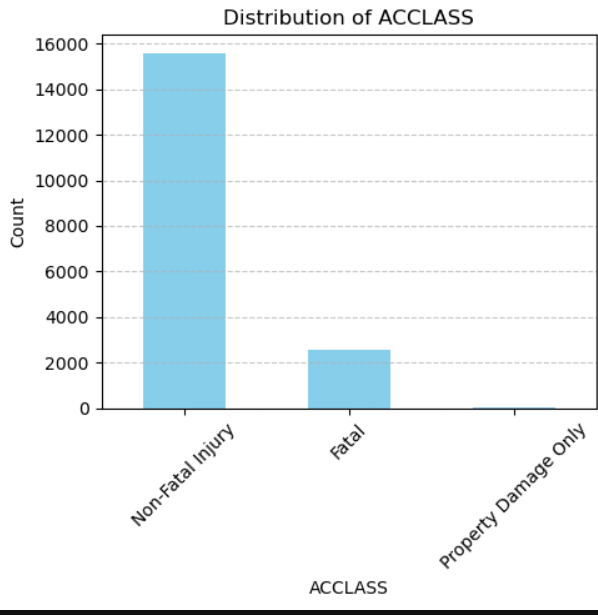 Distribution of ACCLASS
16000
14000
12000
10000
8000
6000
4000
2000
0
Count
Non-Fatal Injury
Fatal
Property Damage Only
ACCLASS